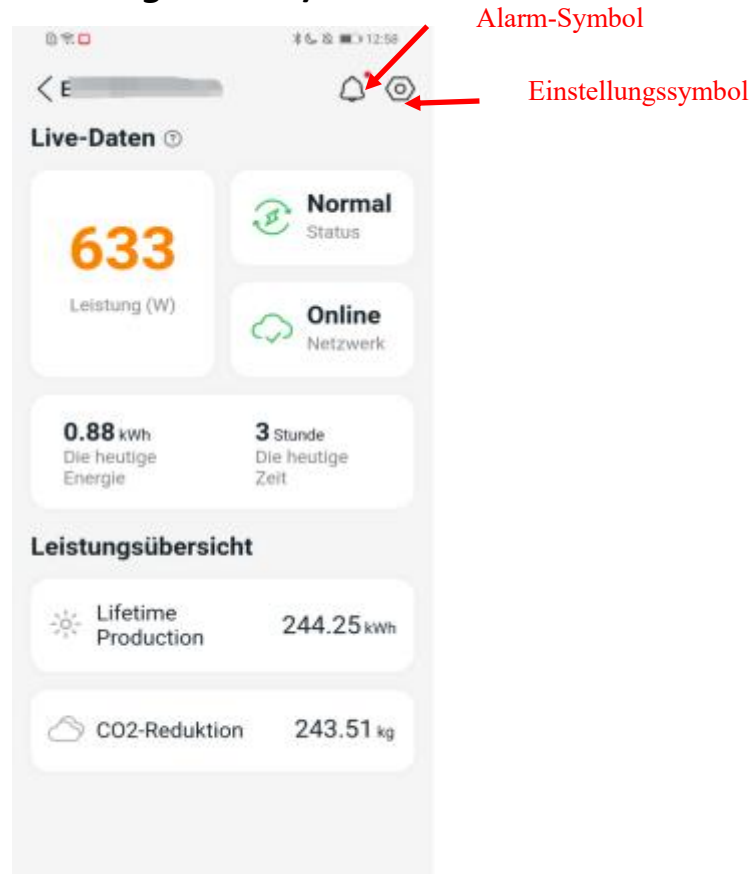 Alarm-Symbol
12:58
E
Einstellungssymbol
Live-Daten
633
Leistung (W)
Normal
Status
Online
Netzwerk
0.88 kWh
Die heutige
Energie
3 Stunde
Die heutige
Zeit
Leistungsübersicht
Lifetime
Production
244.25 kWh
CO2-Reduktion
243.51 kg